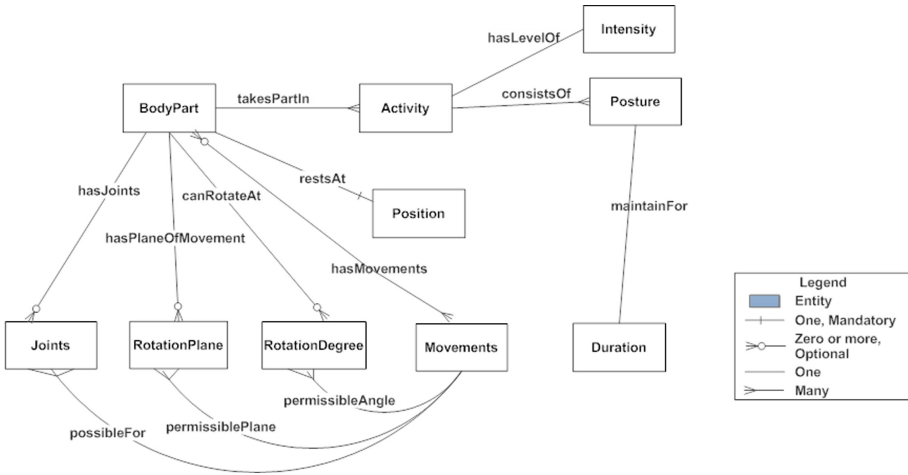 Intensity
hasLevelOf
BodyPart
takesPartIn
Activity
consistsOf
Posture
hasJoints
canRotateAt
restsAt
Position
maintainFor
hasPlaneOfMovement
hasMovements
Joints
RotationPlane
RotationDegree
Movements
Duration
permissibleAngle
permissiblePlane
possibleFor
Legend
Entity
One, Mandatory
Zero or more,
Optional
One
Many